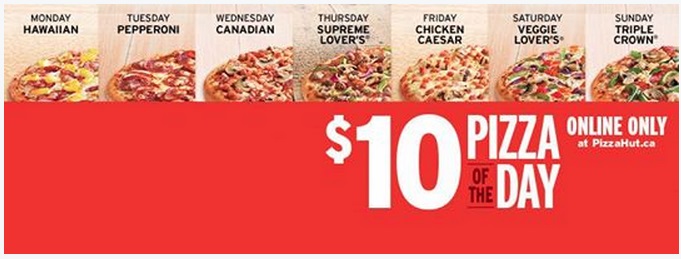 MONDAY
HAWAIIAN
TUESDAY
PEPPERONI
WEDNESDAY
CANADIAN
THURSDAY
SUPREME
LOVER'S®
FRIDAY
CHICKEN
CAESAR
SATURDAY
VEGGIE
LOVER'S®
SUNDAY
TRIPLE
CROWN®
$10 PIZZA
OF THE DAY
ONLINE ONLY
at PizzaHut.ca